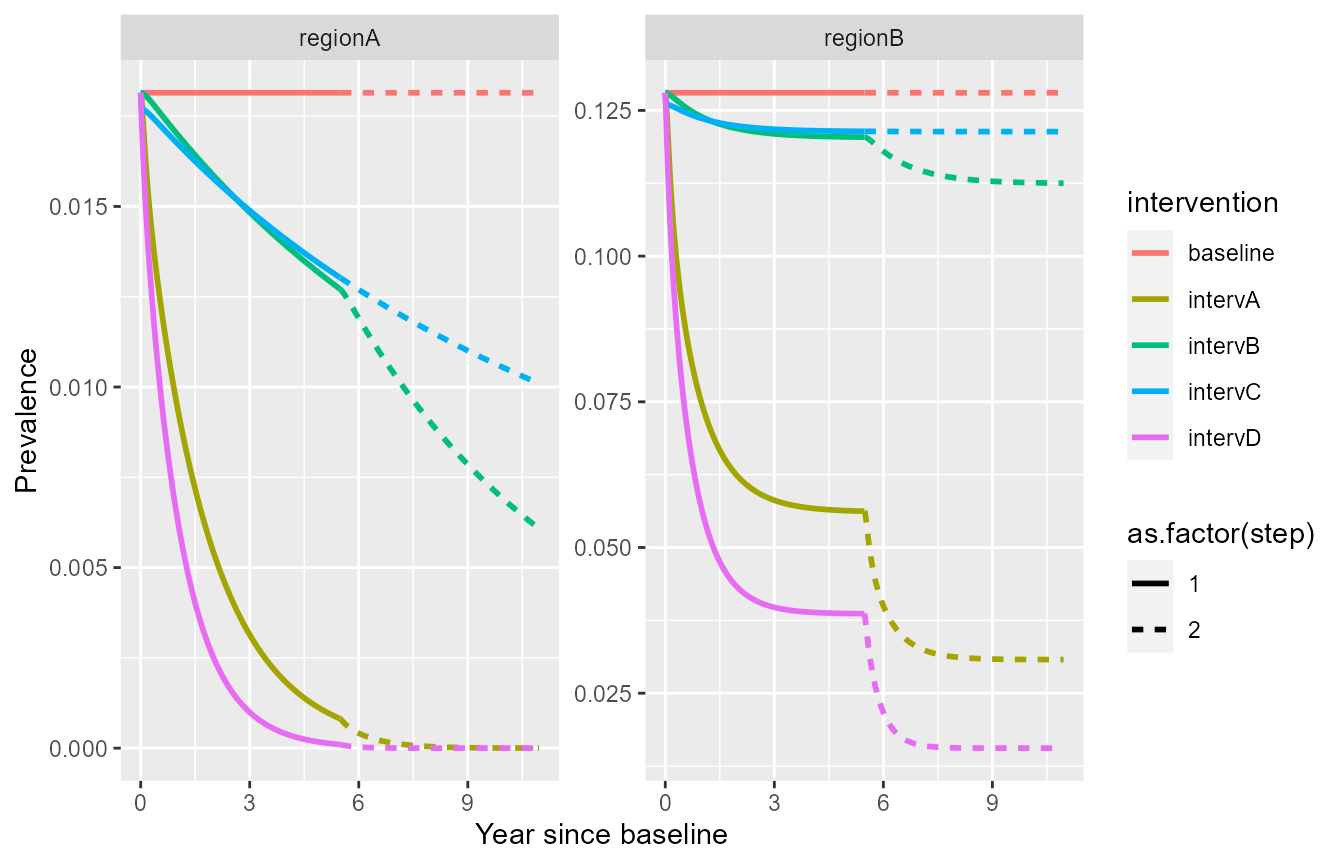 regionA
regionB
Prevalence
0.015
0.010
0.005
0.000
0.125
0.100
0.075
0.050
0.025
0 3 6 9
0 3 6 9
Year since baseline
intervention
baseline
intervA
intervB
intervC
intervD
as.factor(step)
1
2